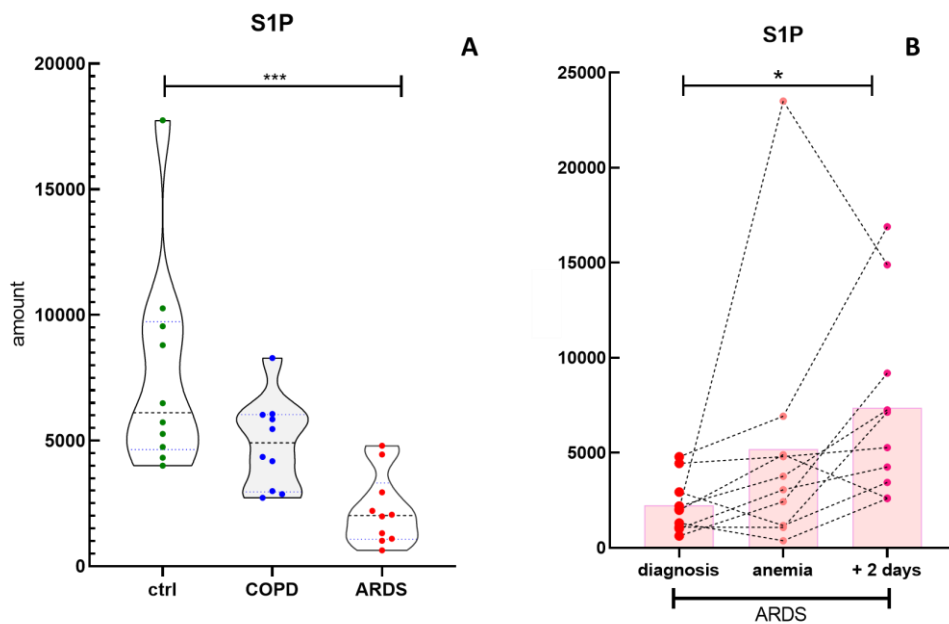 S1P
A
***
20000
15000
10000
5000
0
amount
ctrl
COPD
ARDS
S1P
B
*
25000
20000
15000
10000
5000
0
diagnosis
anemia
+ 2 days
ARDS